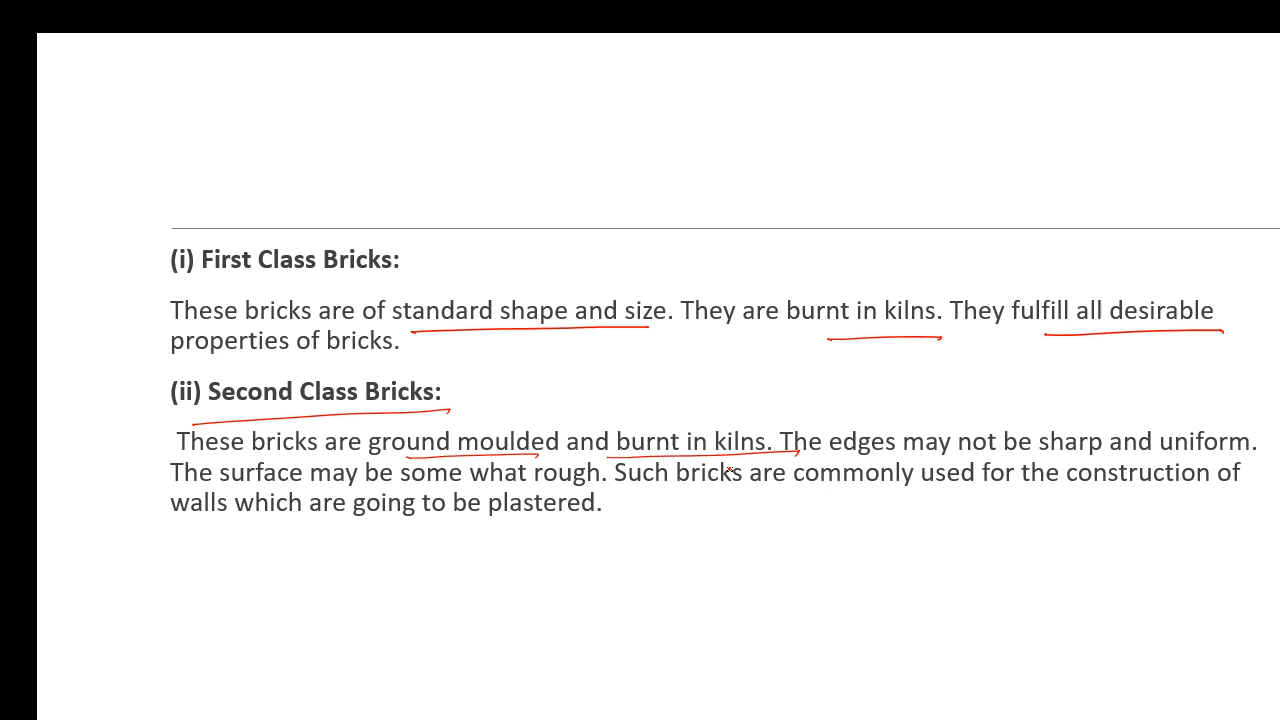 (i) First Class Bricks:
These bricks are of standard shape and size. They are burnt in kilns. They fulfill all desirable
properties of bricks.
(ii) Second Class Bricks:
These bricks are ground moulded and burnt in kilns. The edges may not be sharp and uniform.
The surface may be some what rough. Such bricks are commonly used for the construction of
walls which are going to be plastered.